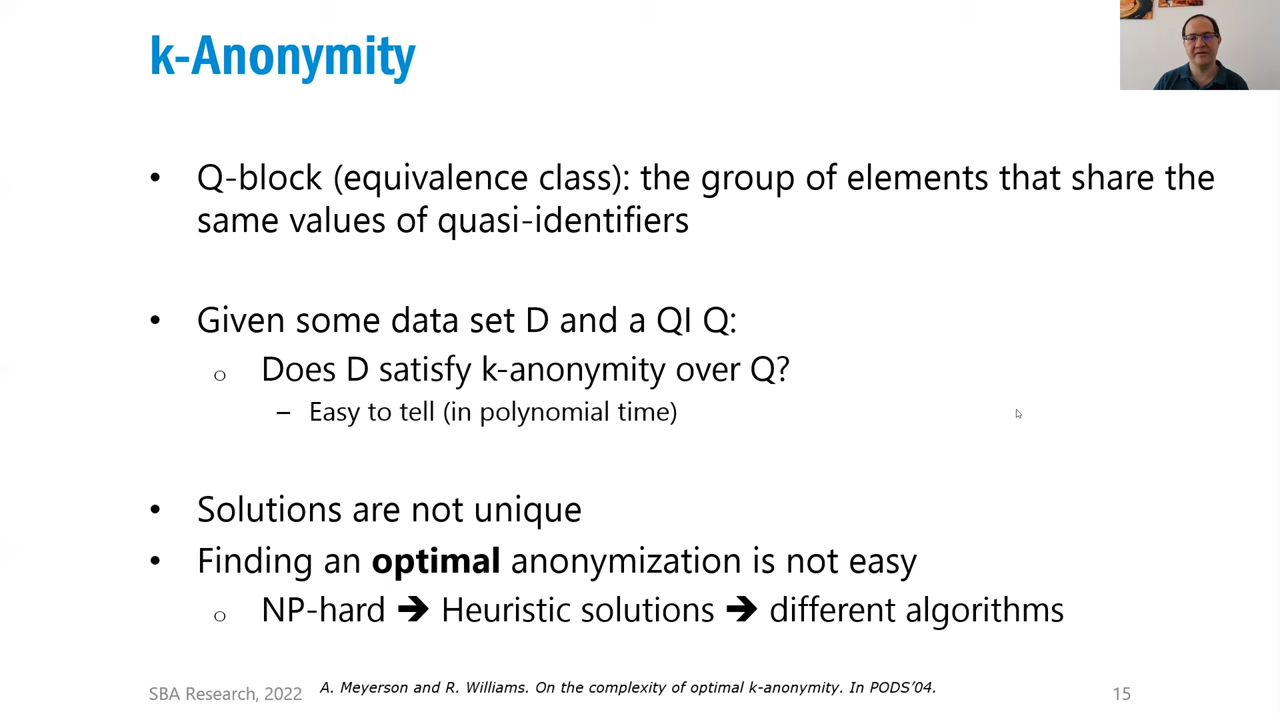 k-Anonymity
• Q-block (equivalence class): the group of elements that share the
same values of quasi-identifiers
• Given some data set D and a QI Q:
o Does D satisfy k-anonymity over Q?
– Easy to tell (in polynomial time)
• Solutions are not unique
• Finding an optimal anonymization is not easy
o NP-hard ➔ Heuristic solutions ➔ different algorithms
SBA Research, 2022
A. Meyerson and R. Williams. On the complexity of optimal k-anonymity. In PODS’04.
15